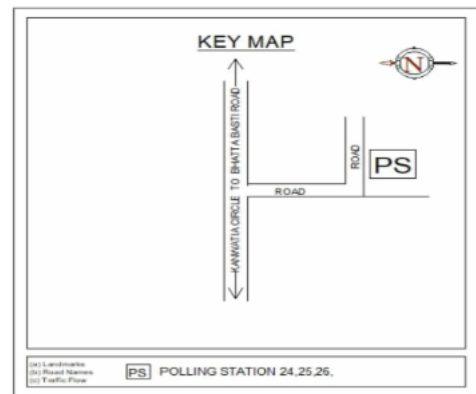 KEY MAP
N
KANWATIA CIRCLE TO BHATTA BASTI ROAD
ROAD
PS
ROAD
(a) Landmarks
(b) Road Names
(c) Traffic Flow
PS POLLING STATION 24,25,26,